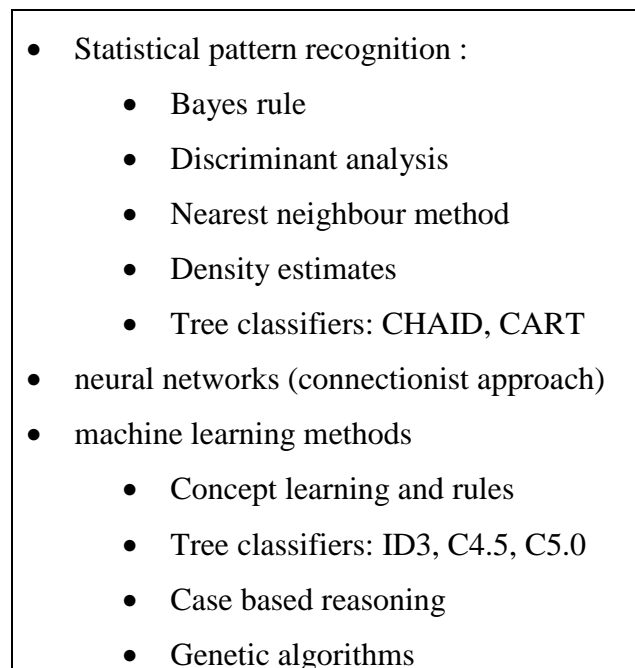 • Statistical pattern recognition :
• Bayes rule
• Discriminant analysis
• Nearest neighbour method
• Density estimates
• Tree classifiers: CHAID, CART
• neural networks (connectionist approach)
• machine learning methods
• Concept learning and rules
• Tree classifiers: ID3, C4.5, C5.0
• Case based reasoning
• Genetic algorithms